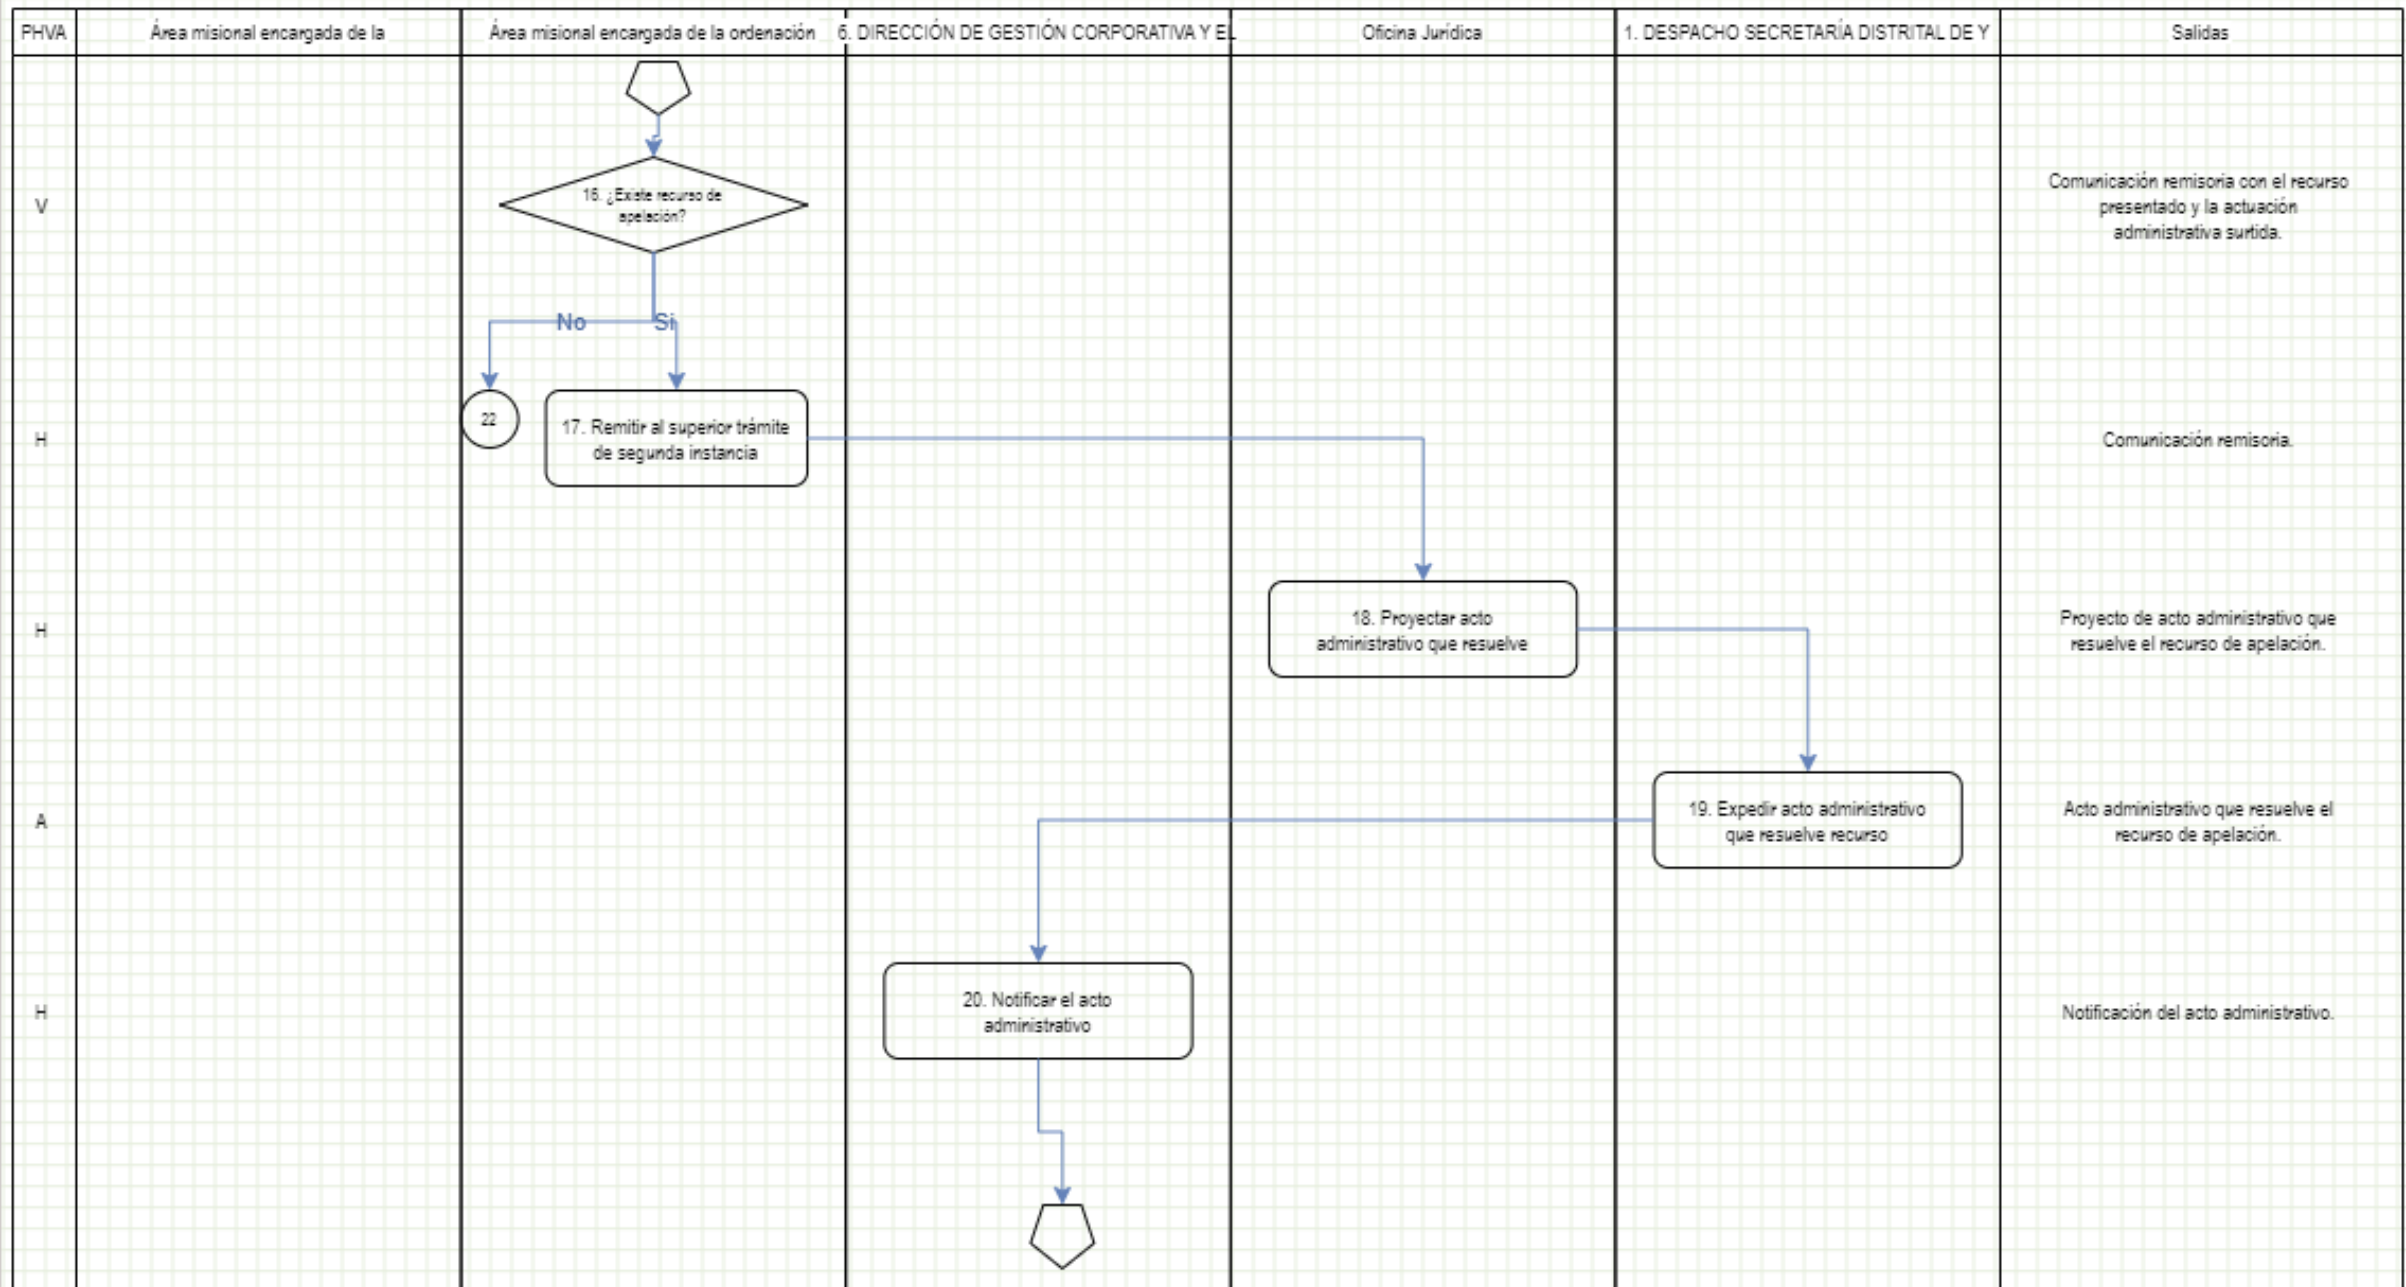 PHVA
Área misional encargada de la
Área misional encargada de la ordenación
6. DIRECCIÓN DE GESTIÓN CORPORATIVA Y EL
Oficina Jurídica
1. DESPACHO SECRETARÍA DISTRITAL DE Y
Salidas
V
16. ¿Existe recurso de
apelación?
Comunicación remisoria con el recurso
presentado y la actuación
administrativa surtida.
No
Si
H
22
17. Remitir al superior trámite
de segunda instancia
Comunicación remisoria.
H
18. Proyectar acto
administrativo que resuelve
Proyecto de acto administrativo que
resuelve el recurso de apelación.
A
19. Expedir acto administrativo
que resuelve recurso
Acto administrativo que resuelve el
recurso de apelación.
H
20. Notificar el acto
administrativo
Notificación del acto administrativo.